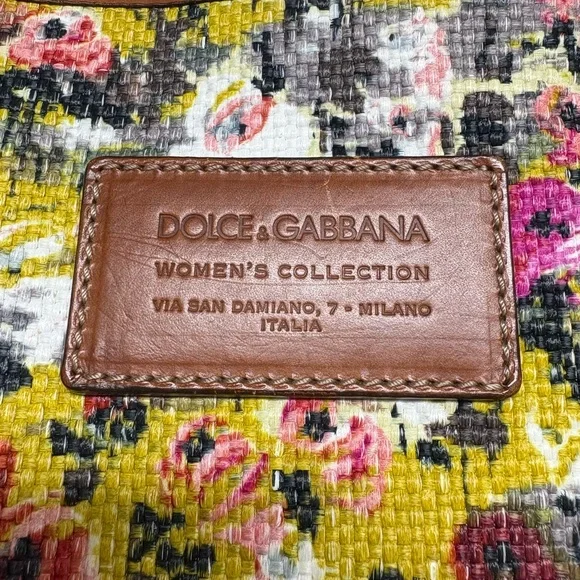 DOLCE & GABBANA
WOMEN'S COLLECTION
VIA SAN DAMIANO, 7 - MILANO
ITALIA